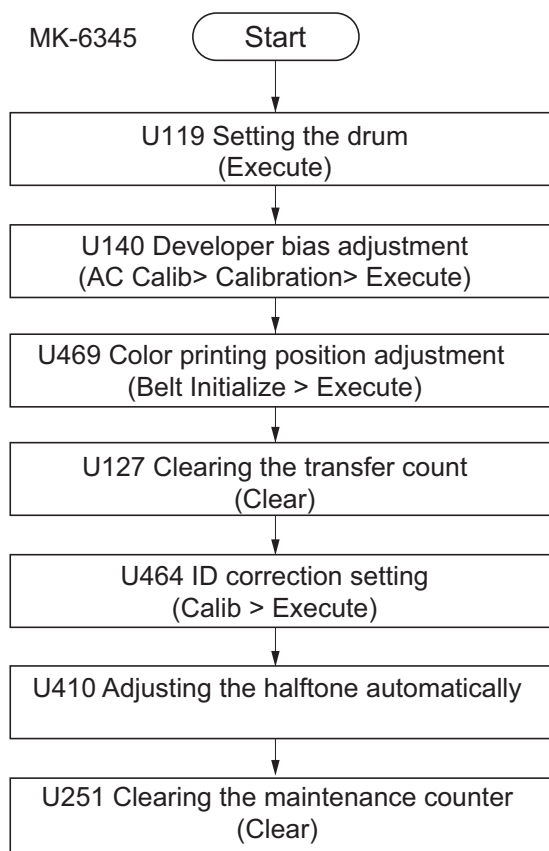 MK-6345
Start
U119 Setting the drum
(Execute)
U140 Developer bias adjustment
(AC Calib> Calibration> Execute)
U469 Color printing position adjustment
(Belt Initialize > Execute)
U127 Clearing the transfer count
(Clear)
U464 ID correction setting
(Calib > Execute)
U410 Adjusting the halftone automatically
U251 Clearing the maintenance counter
(Clear)